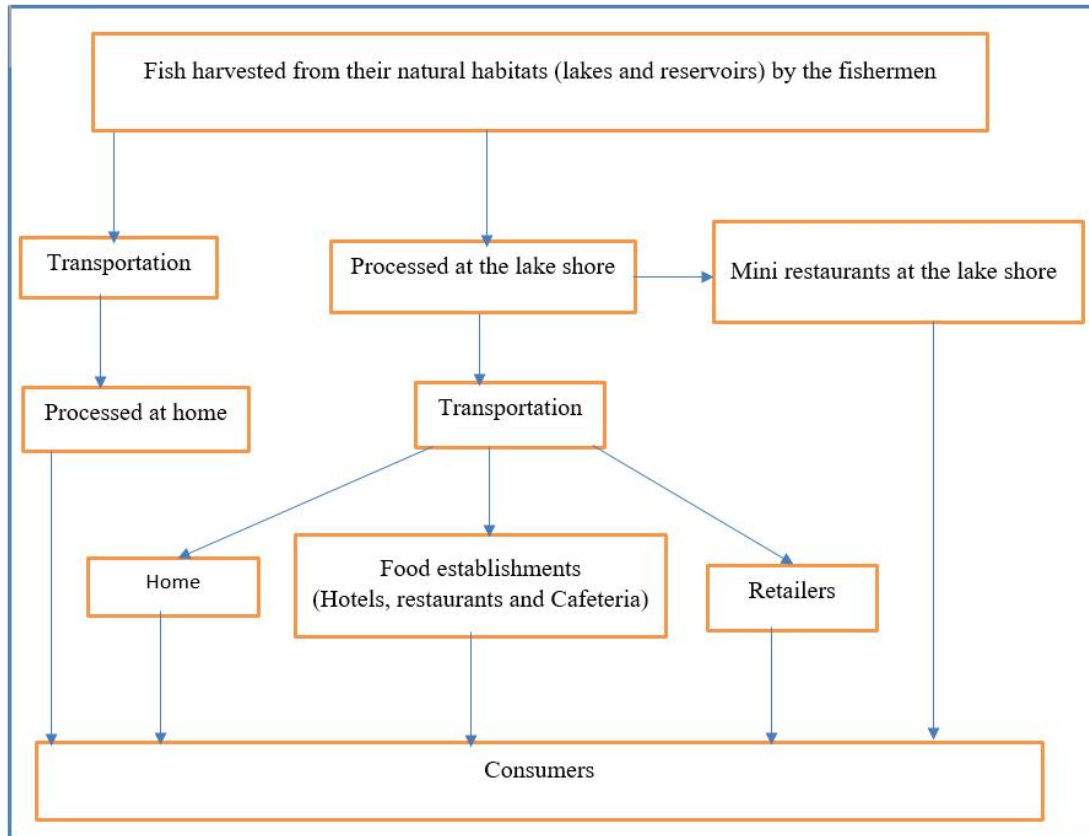 Fish harvested from their natural habitats (lakes and reservoirs) by the fishermen
Transportation
Processed at the lake shore
Mini restaurants at the lake shore
Processed at home
Transportation
Home
Food establishments
(Hotels, restaurants and Cafeteria)
Retailers
Consumers